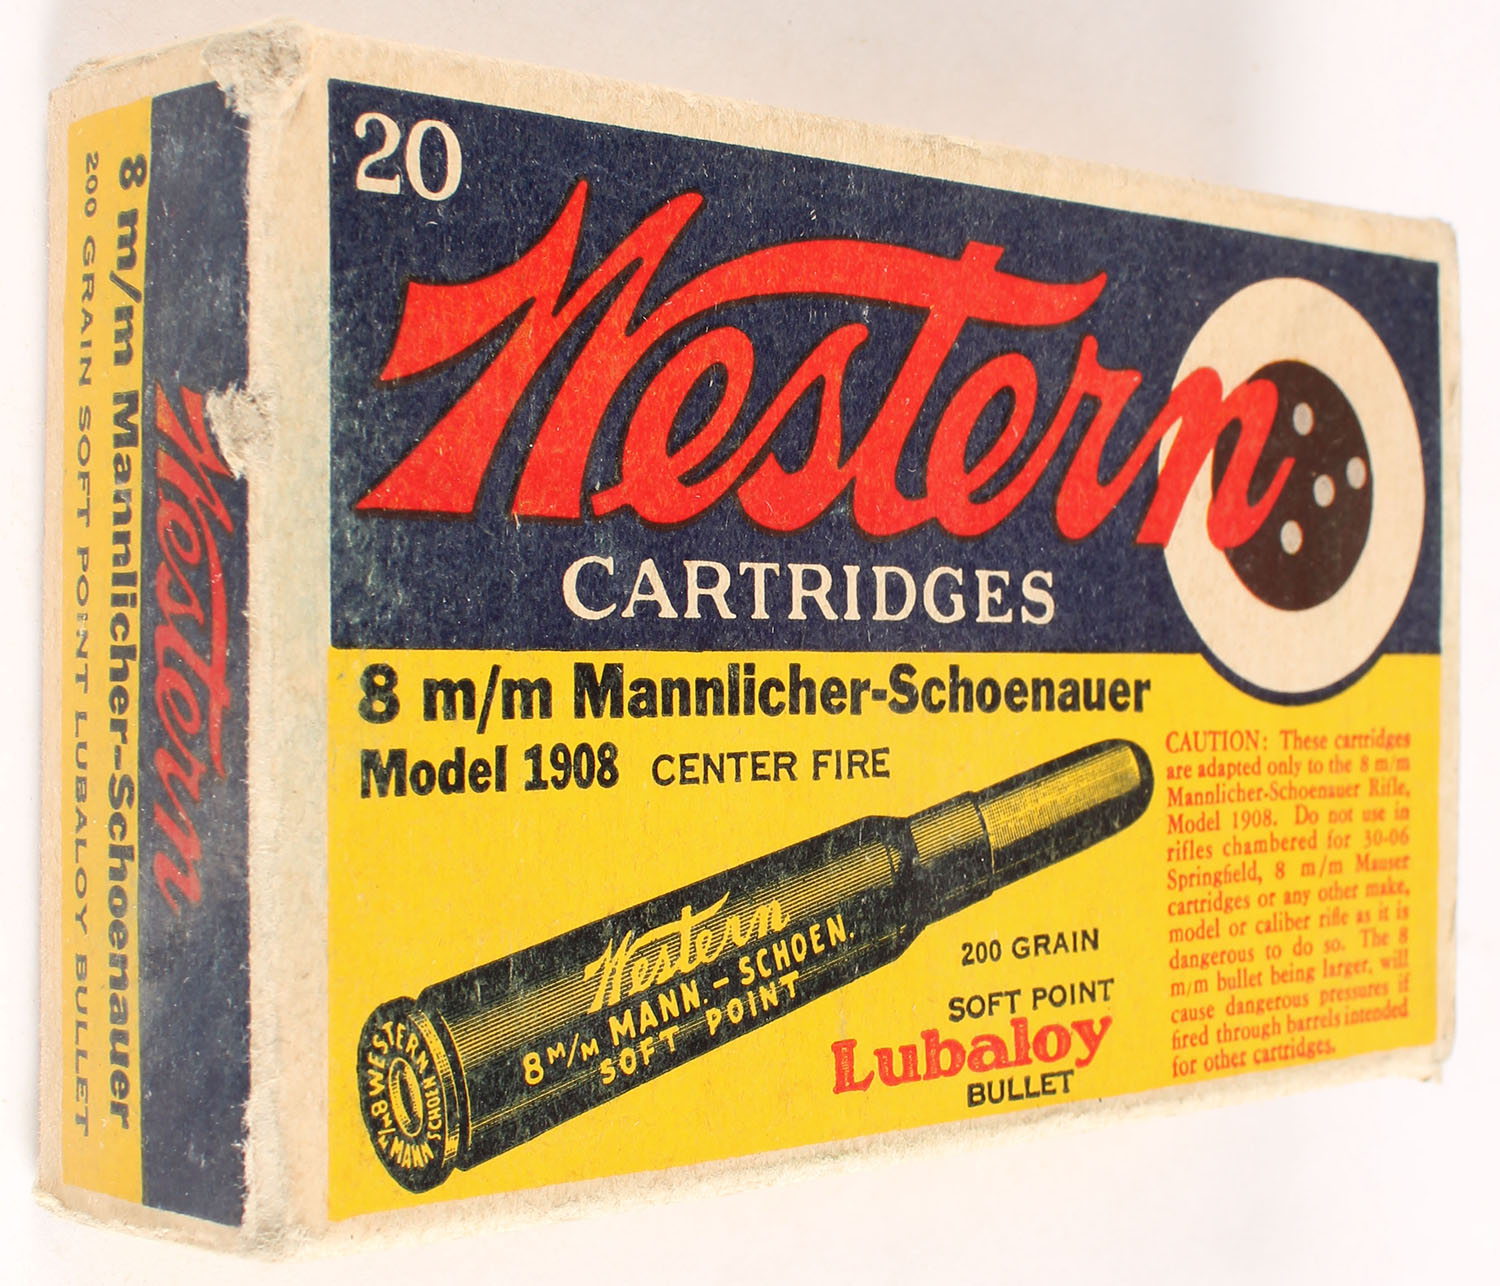 20
Western
CARTRIDGES
8 m/m Mannlicher-Schoenauer
Model 1908 CENTER FIRE
Western
8 M/M MANN.-SCHOEN.
SOFT POINT
WESTERN
8 M/M MANN SCHOEN
200 GRAIN
SOFT POINT
Lubaloy
BULLET
CAUTION: These cartridges
are adapted only to the 8 m/m
Mannlicher-Schoenauer Rifle,
Model 1908. Do not use in
rifles chambered for 30-06
Springfield, 8 m/m Mauser
cartridges or any other make,
model or caliber rifle as it is
dangerous to do so. The 8
m/m bullet being larger, will
cause dangerous pressures if
fired through barrels intended
for other cartridges.
Western
8 m/m Mannlicher-Schoenauer
200 GRAIN SOFT POINT LUBALOY BULLET